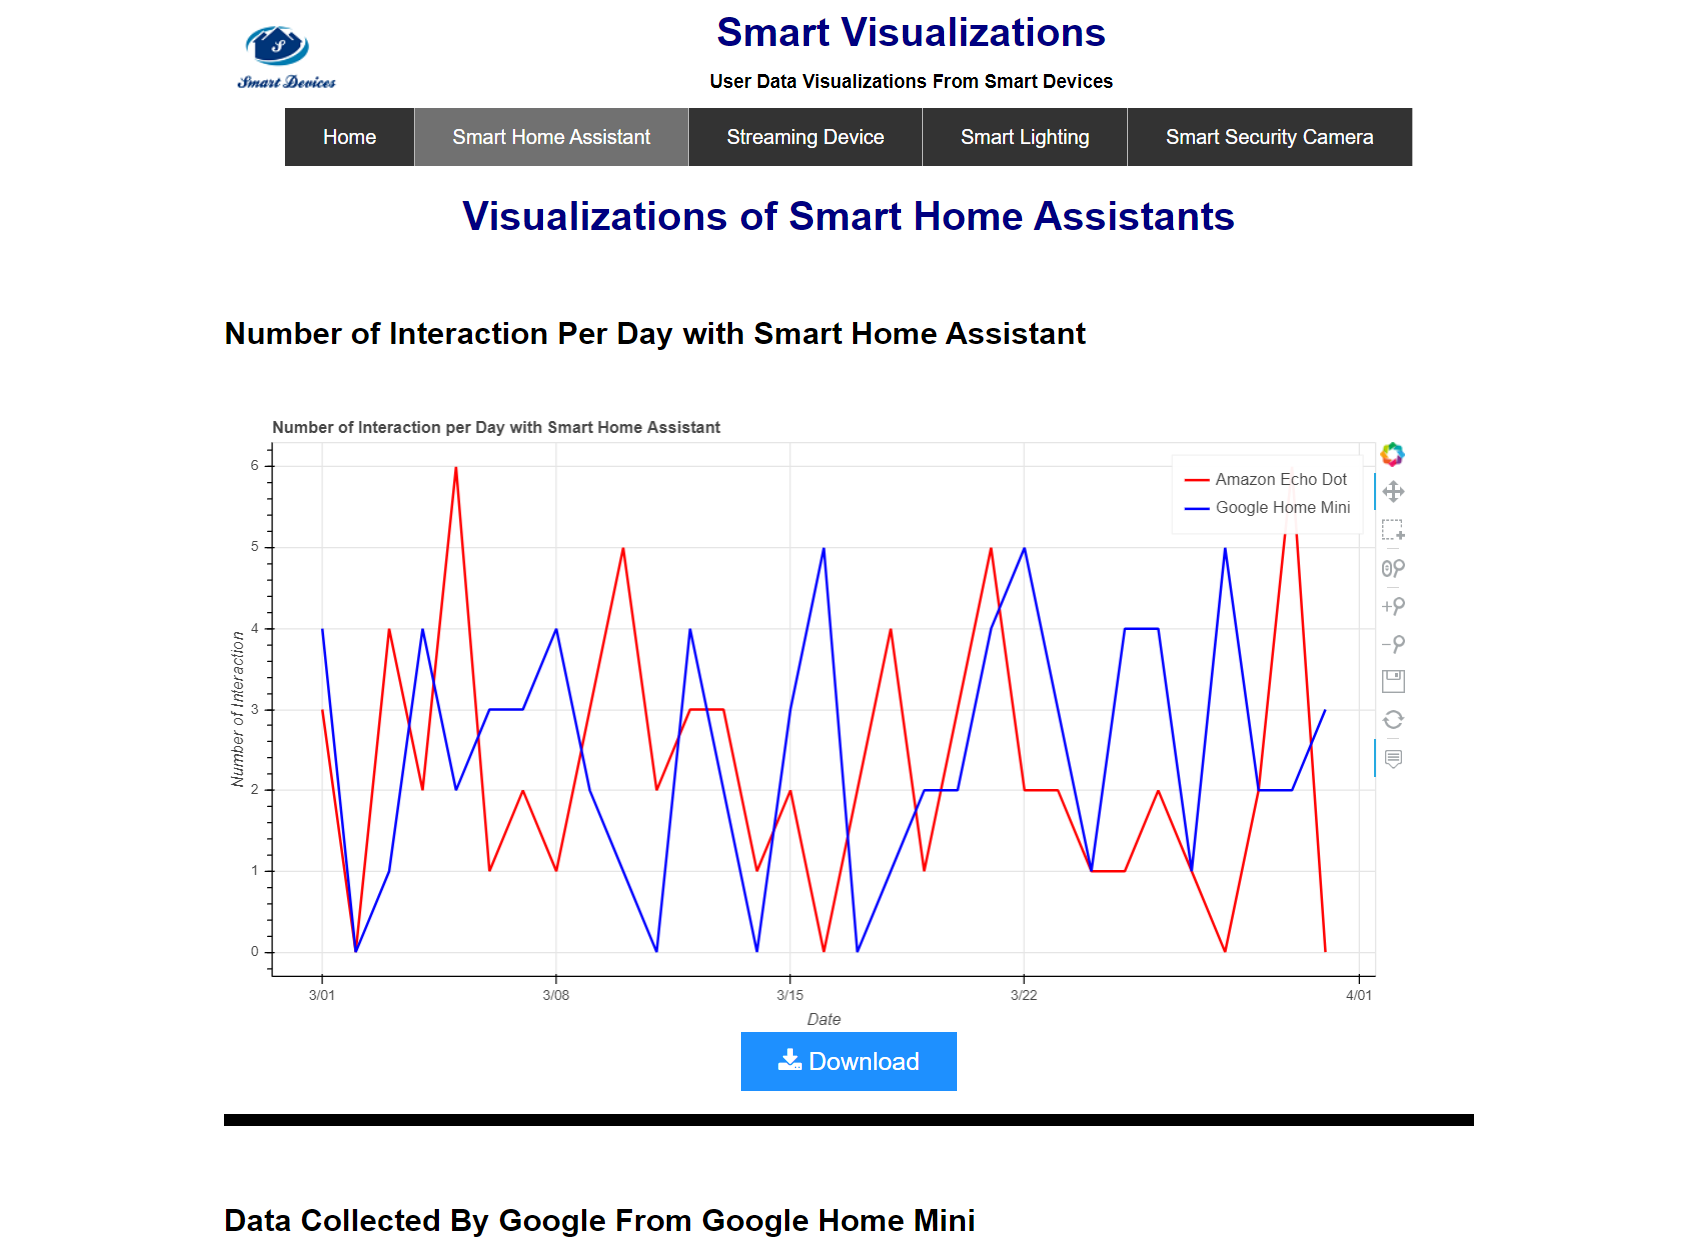 S
Smart Devices
Smart Visualizations
User Data Visualizations From Smart Devices
Home
Smart Home Assistant
Streaming Device
Smart Lighting
Smart Security Camera
Visualizations of Smart Home Assistants
Number of Interaction Per Day with Smart Home Assistant
Number of Interaction per Day with Smart Home Assistant
Amazon Echo Dot
Google Home Mini
6
5
4
3
2
1
0
Number of Interaction
3/01
3/08
3/15
3/22
4/01
Date
Download
Data Collected By Google From Google Home Mini